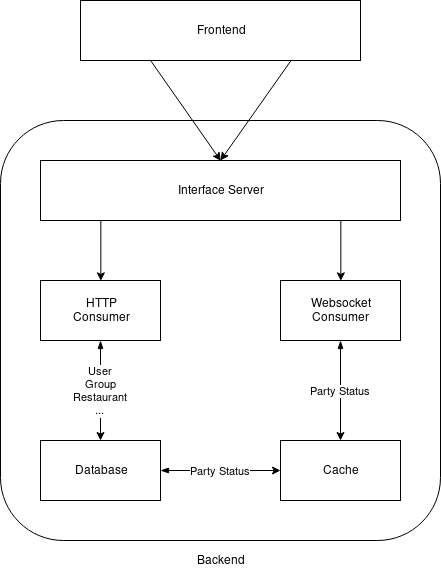 Frontend
Interface Server
HTTP
Consumer
Websocket
Consumer
User
Group
Restaurant
...
Party Status
Database
Party Status
Cache
Backend